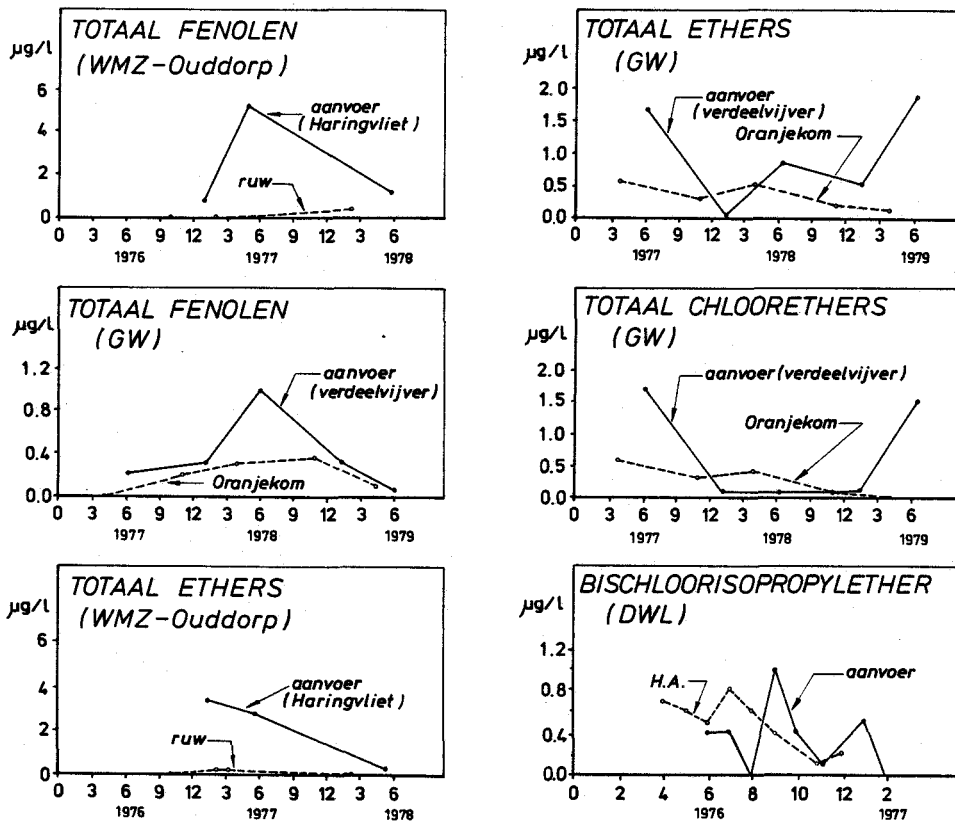 TOTAAL FENOLEN
(WMZ-Ouddorp)
µg/l
6
4
2
0
aanvoer
(Haringvliet)
ruw
0 3 6 9 12 3 6 9 12 3 6
1976 1977 1978
TOTAAL ETHERS
(GW)
µg/l
2.0
1.5
1.0
0.5
0.0
aanvoer
(verdeelvijver)
Oranjekom
0 3 6 9 12 3 6 9 12 3 6
1977 1978 1979
TOTAAL FENOLEN
(GW)
µg/l
1.2
0.8
0.4
0.0
aanvoer
(verdeelvijver)
Oranjekom
0 3 6 9 12 3 6 9 12 3 6
1977 1978 1979
TOTAAL CHLOORETHERS
(GW)
µg/l
2.0
1.5
1.0
0.5
0.0
aanvoer (verdeelvijver)
Oranjekom
0 3 6 9 12 3 6 9 12 3 6
1977 1978 1979
TOTAAL ETHERS
(WMZ-Ouddorp)
µg/l
6
4
2
0
aanvoer
(Haringvliet)
ruw
0 3 6 9 12 3 6 9 12 3 6
1976 1977 1978
BISCHLOORISOPROPYLETHER
(DWL)
µg/l
1.2
0.8
0.4
0.0
H.A.
aanvoer
0 2 4 6 8 10 12 2
1976 1977